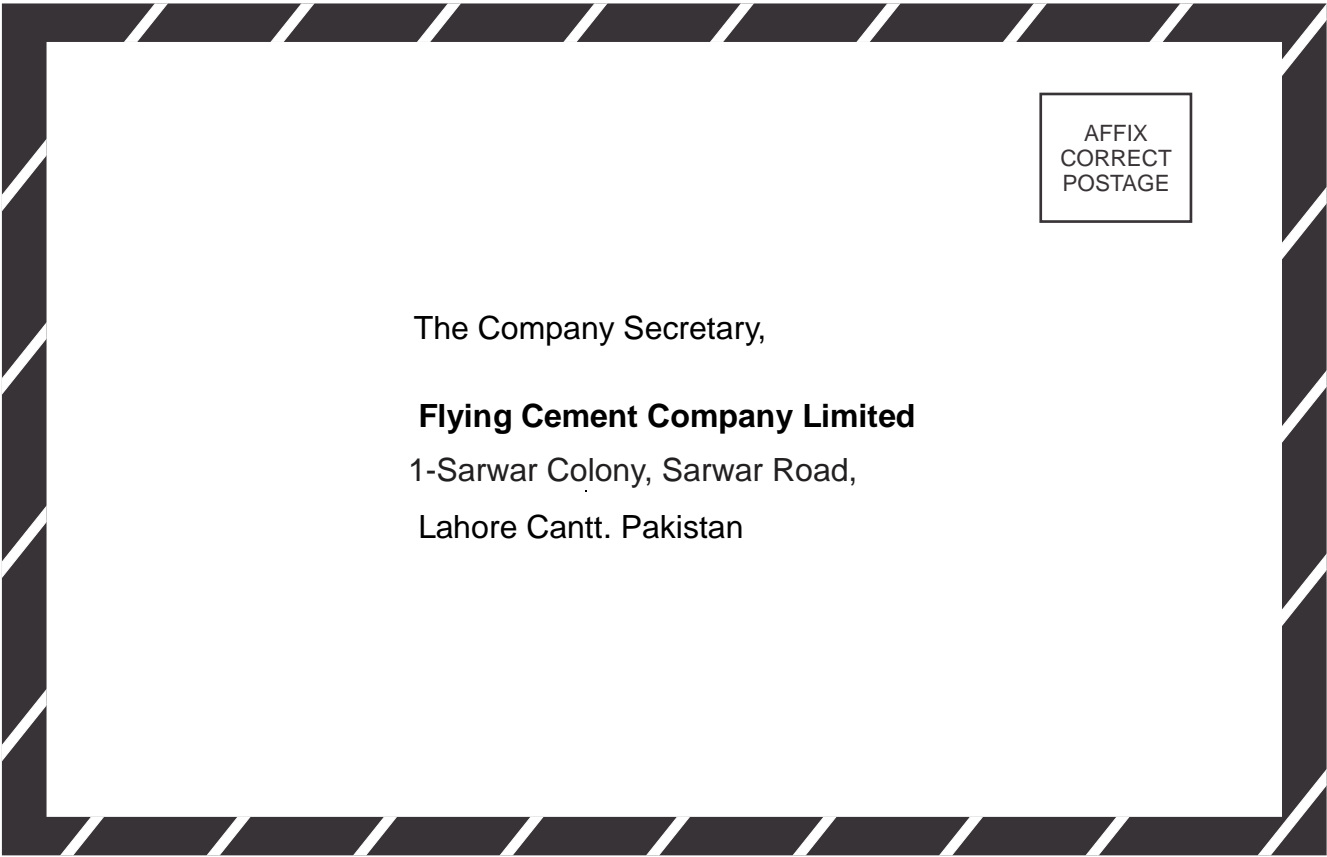 AFFIX
CORRECT
POSTAGE
The Company Secretary,
Flying Cement Company Limited
1-Sarwar Colony, Sarwar Road,
Lahore Cantt. Pakistan